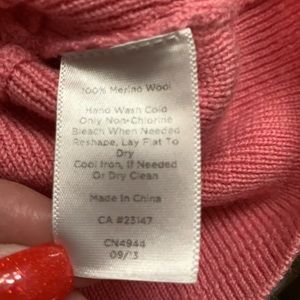 100% Merino Wool
Hand Wash Cold
Only Non-Chlorine
Bleach When Needed
Reshape, Lay Flat To
Dry
Cool Iron, If Needed
Or Dry Clean
Made In China
CA #23147
CN4944
09/13